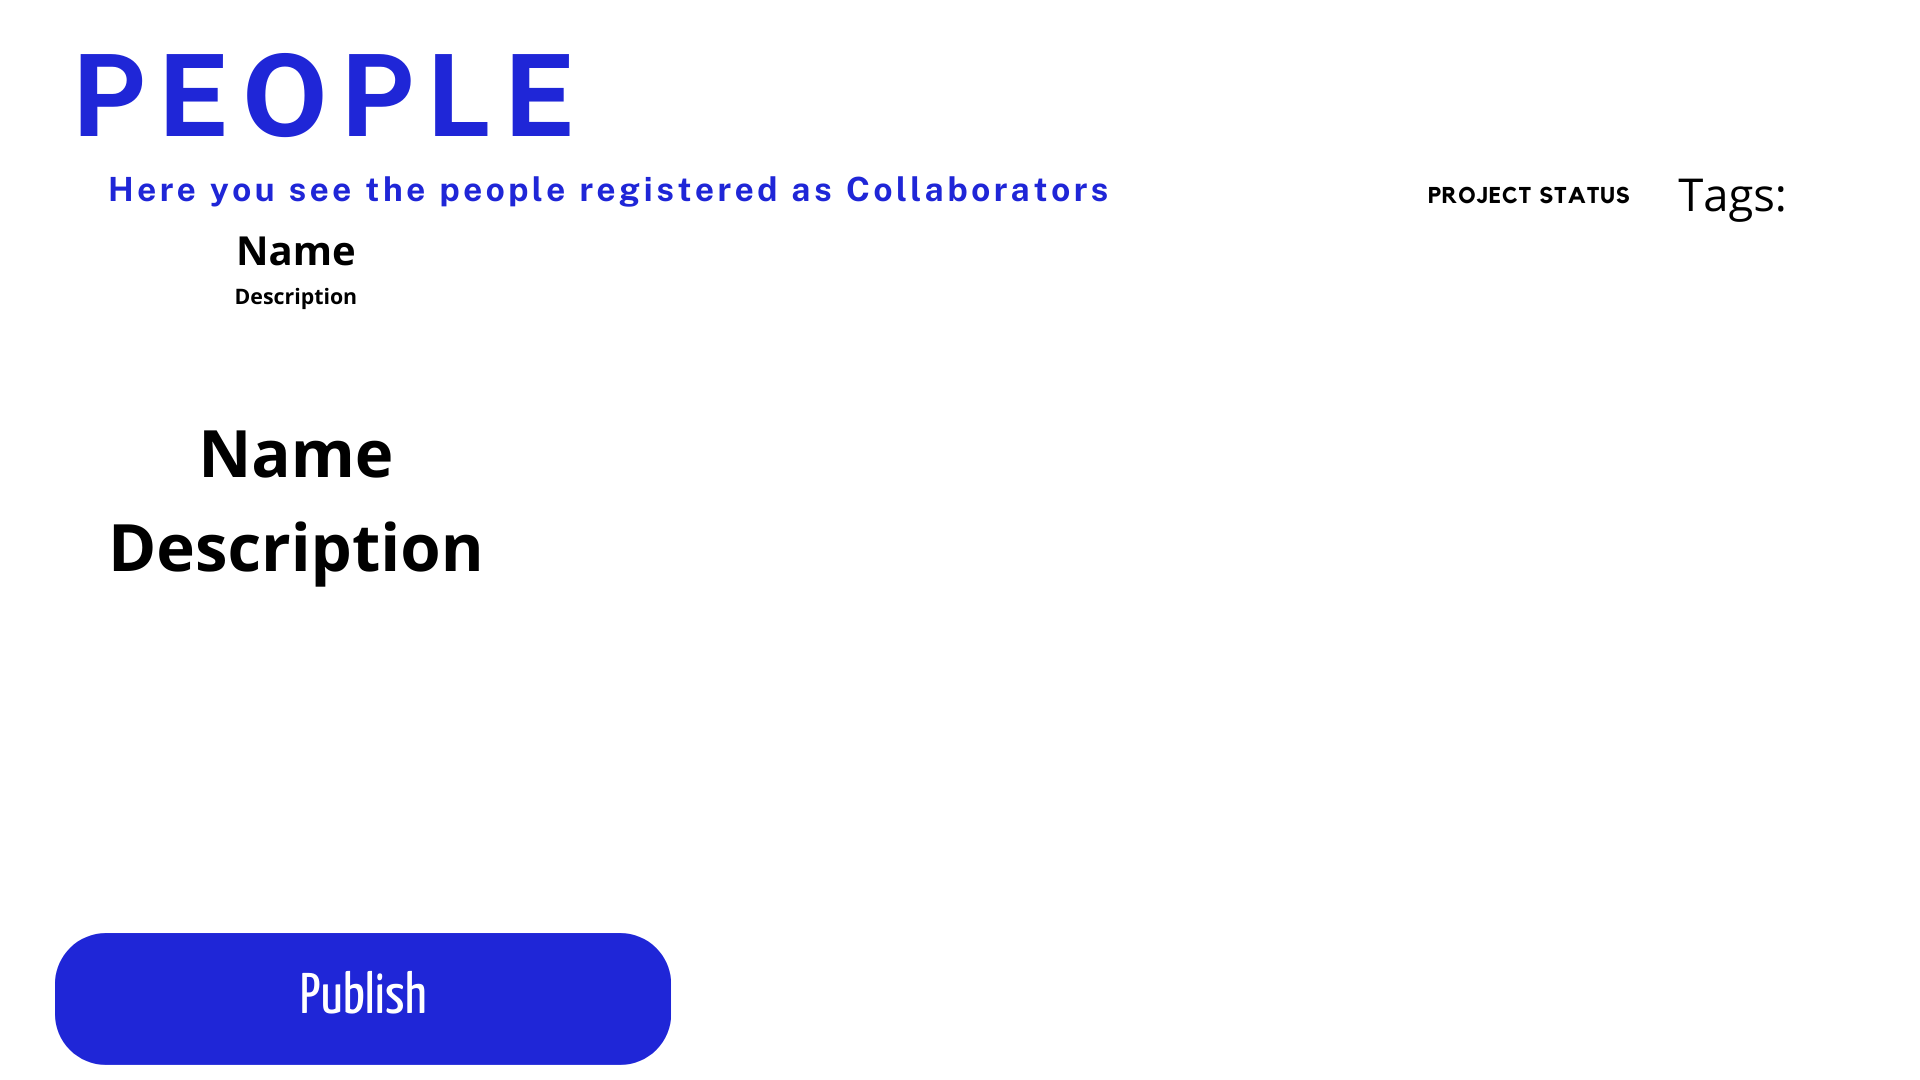 PEOPLE
Here you see the people registered as Collaborators
PROJECT STATUS
Tags:
Name
Description
Name
Description
Publish